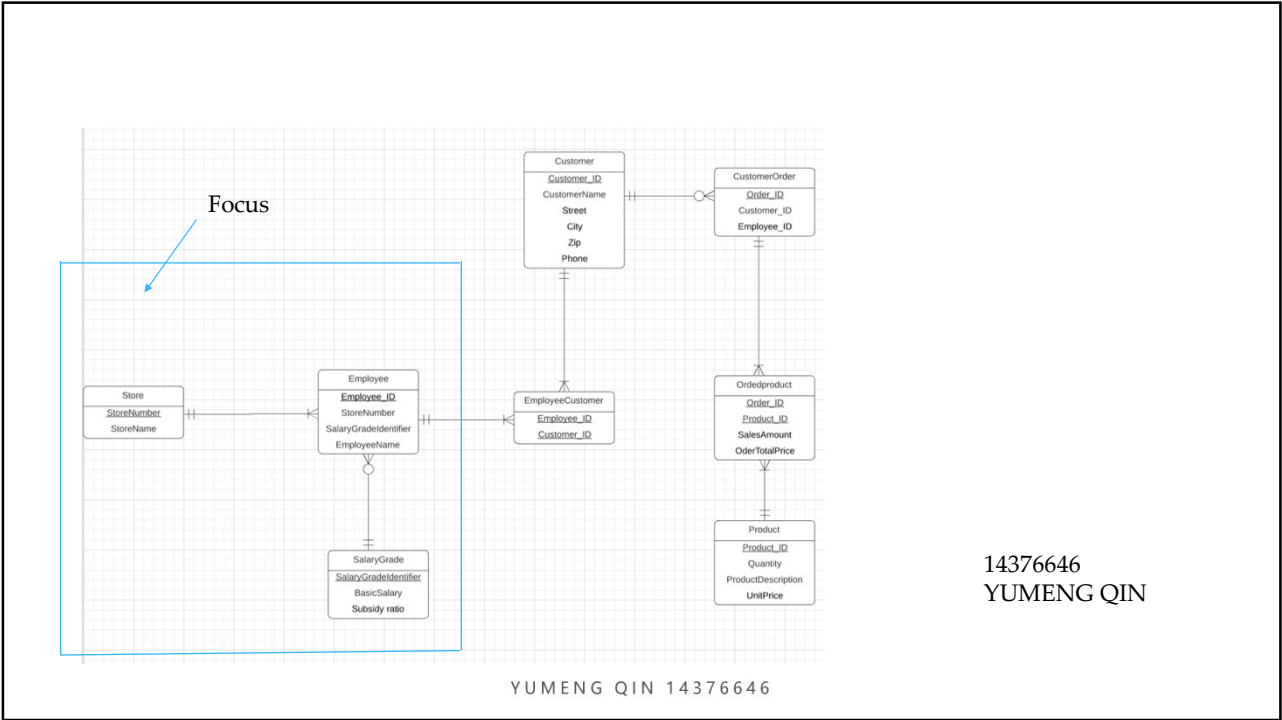 Focus
Customer
Customer_ID
CustomerName
Street
City
Zip
Phone
CustomerOrder
Order_ID
Customer_ID
Employee_ID
Store
StoreNumber
StoreName
Employee
Employee_ID
StoreNumber
SalaryGradeIdentifier
EmployeeName
EmployeeCustomer
Employee_ID
Customer_ID
Ordedproduct
Order_ID
Product_ID
SalesAmount
OderTotalPrice
SalaryGrade
SalaryGradeIdentifier
BasicSalary
Subsidy ratio
Product
Product_ID
Quantity
ProductDescription
UnitPrice
14376646
YUMENG QIN
YUMENG QIN 14376646